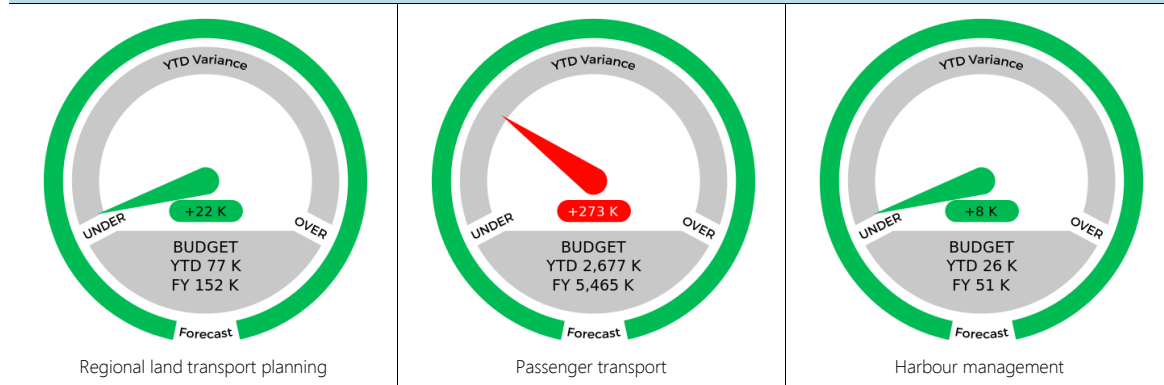 YTD Variance
+22 K
UNDER
OVER
BUDGET
YTD 77 K
FY 152 K
Forecast
Regional land transport planning
YTD Variance
+273 K
UNDER
OVER
BUDGET
YTD 2,677 K
FY 5,465 K
Forecast
Passenger transport
YTD Variance
+8 K
UNDER
OVER
BUDGET
YTD 26 K
FY 51 K
Forecast
Harbour management